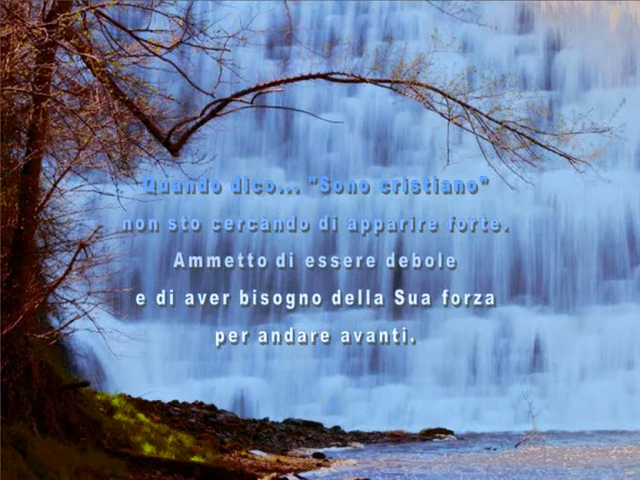 Quando dico... "Sono cristiano"
non sto cercando di apparire forte.
Ammetto di essere debole
e di aver bisogno della Sua forza
per andare avanti.